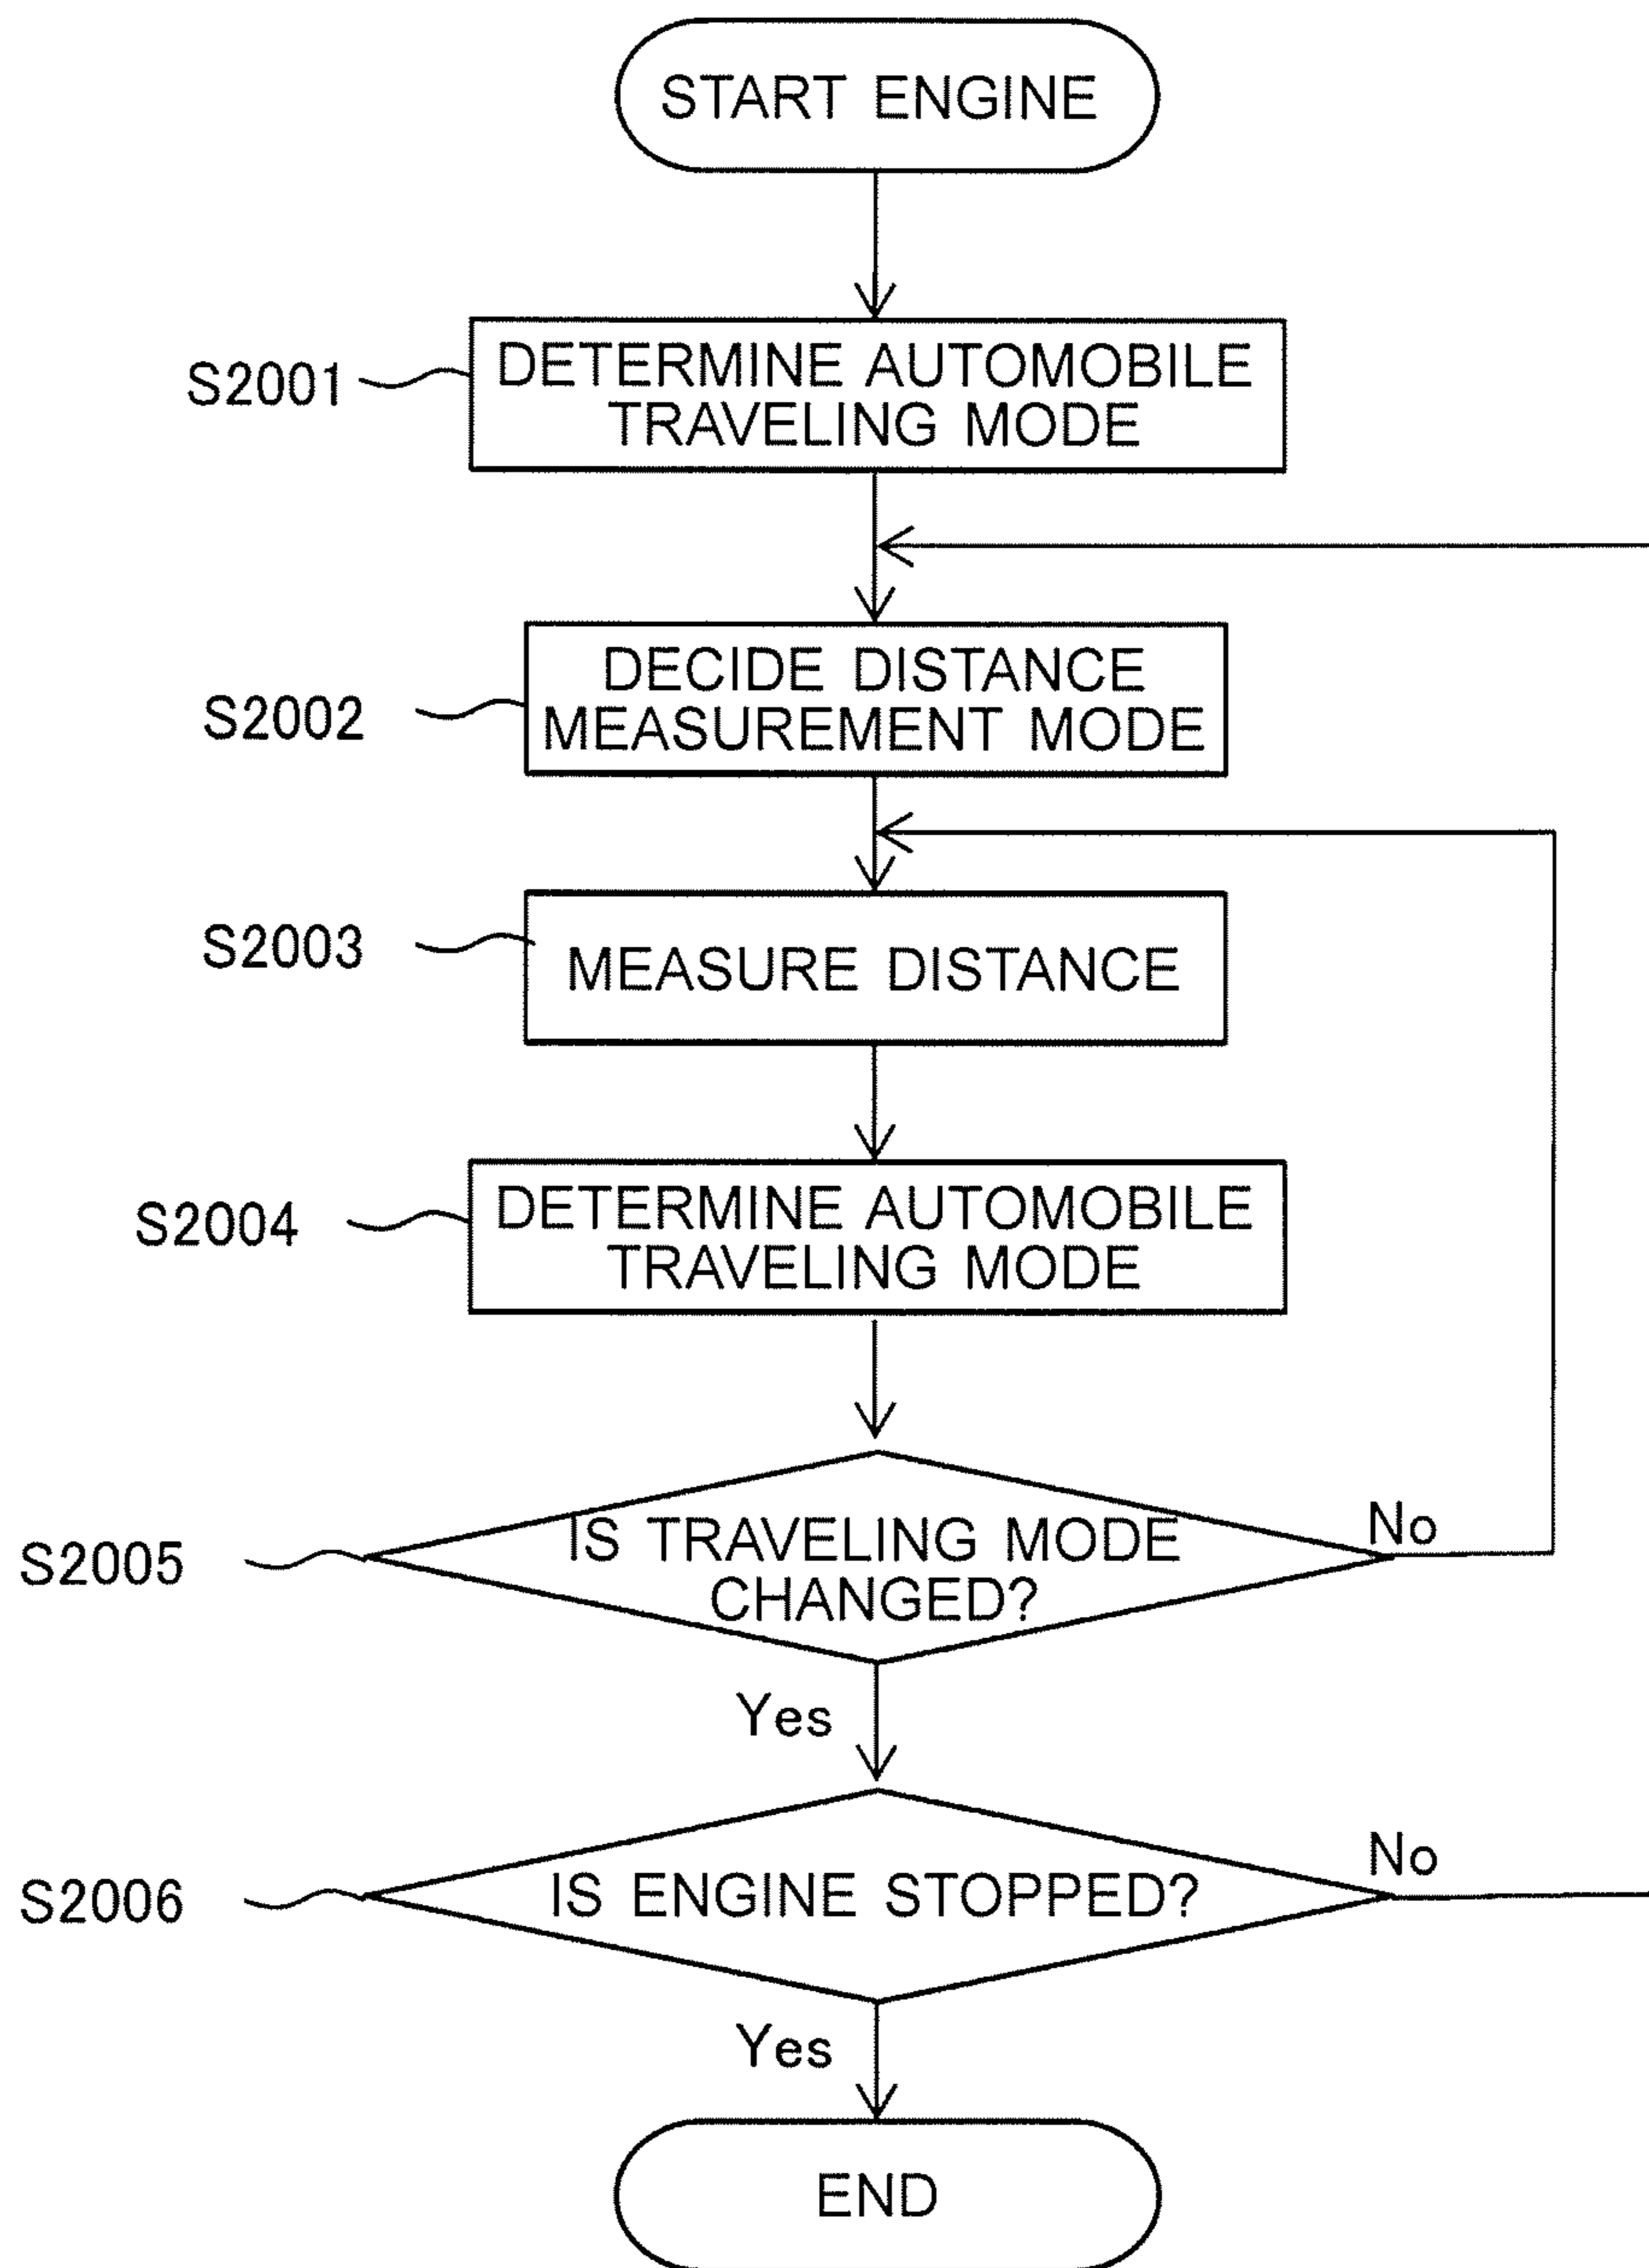 START ENGINE
S2001
DETERMINE AUTOMOBILE
TRAVELING MODE
S2002
DECIDE DISTANCE
MEASUREMENT MODE
S2003
MEASURE DISTANCE
S2004
DETERMINE AUTOMOBILE
TRAVELING MODE
S2005
IS TRAVELING MODE
CHANGED?
No
Yes
S2006
IS ENGINE STOPPED?
No
Yes
END